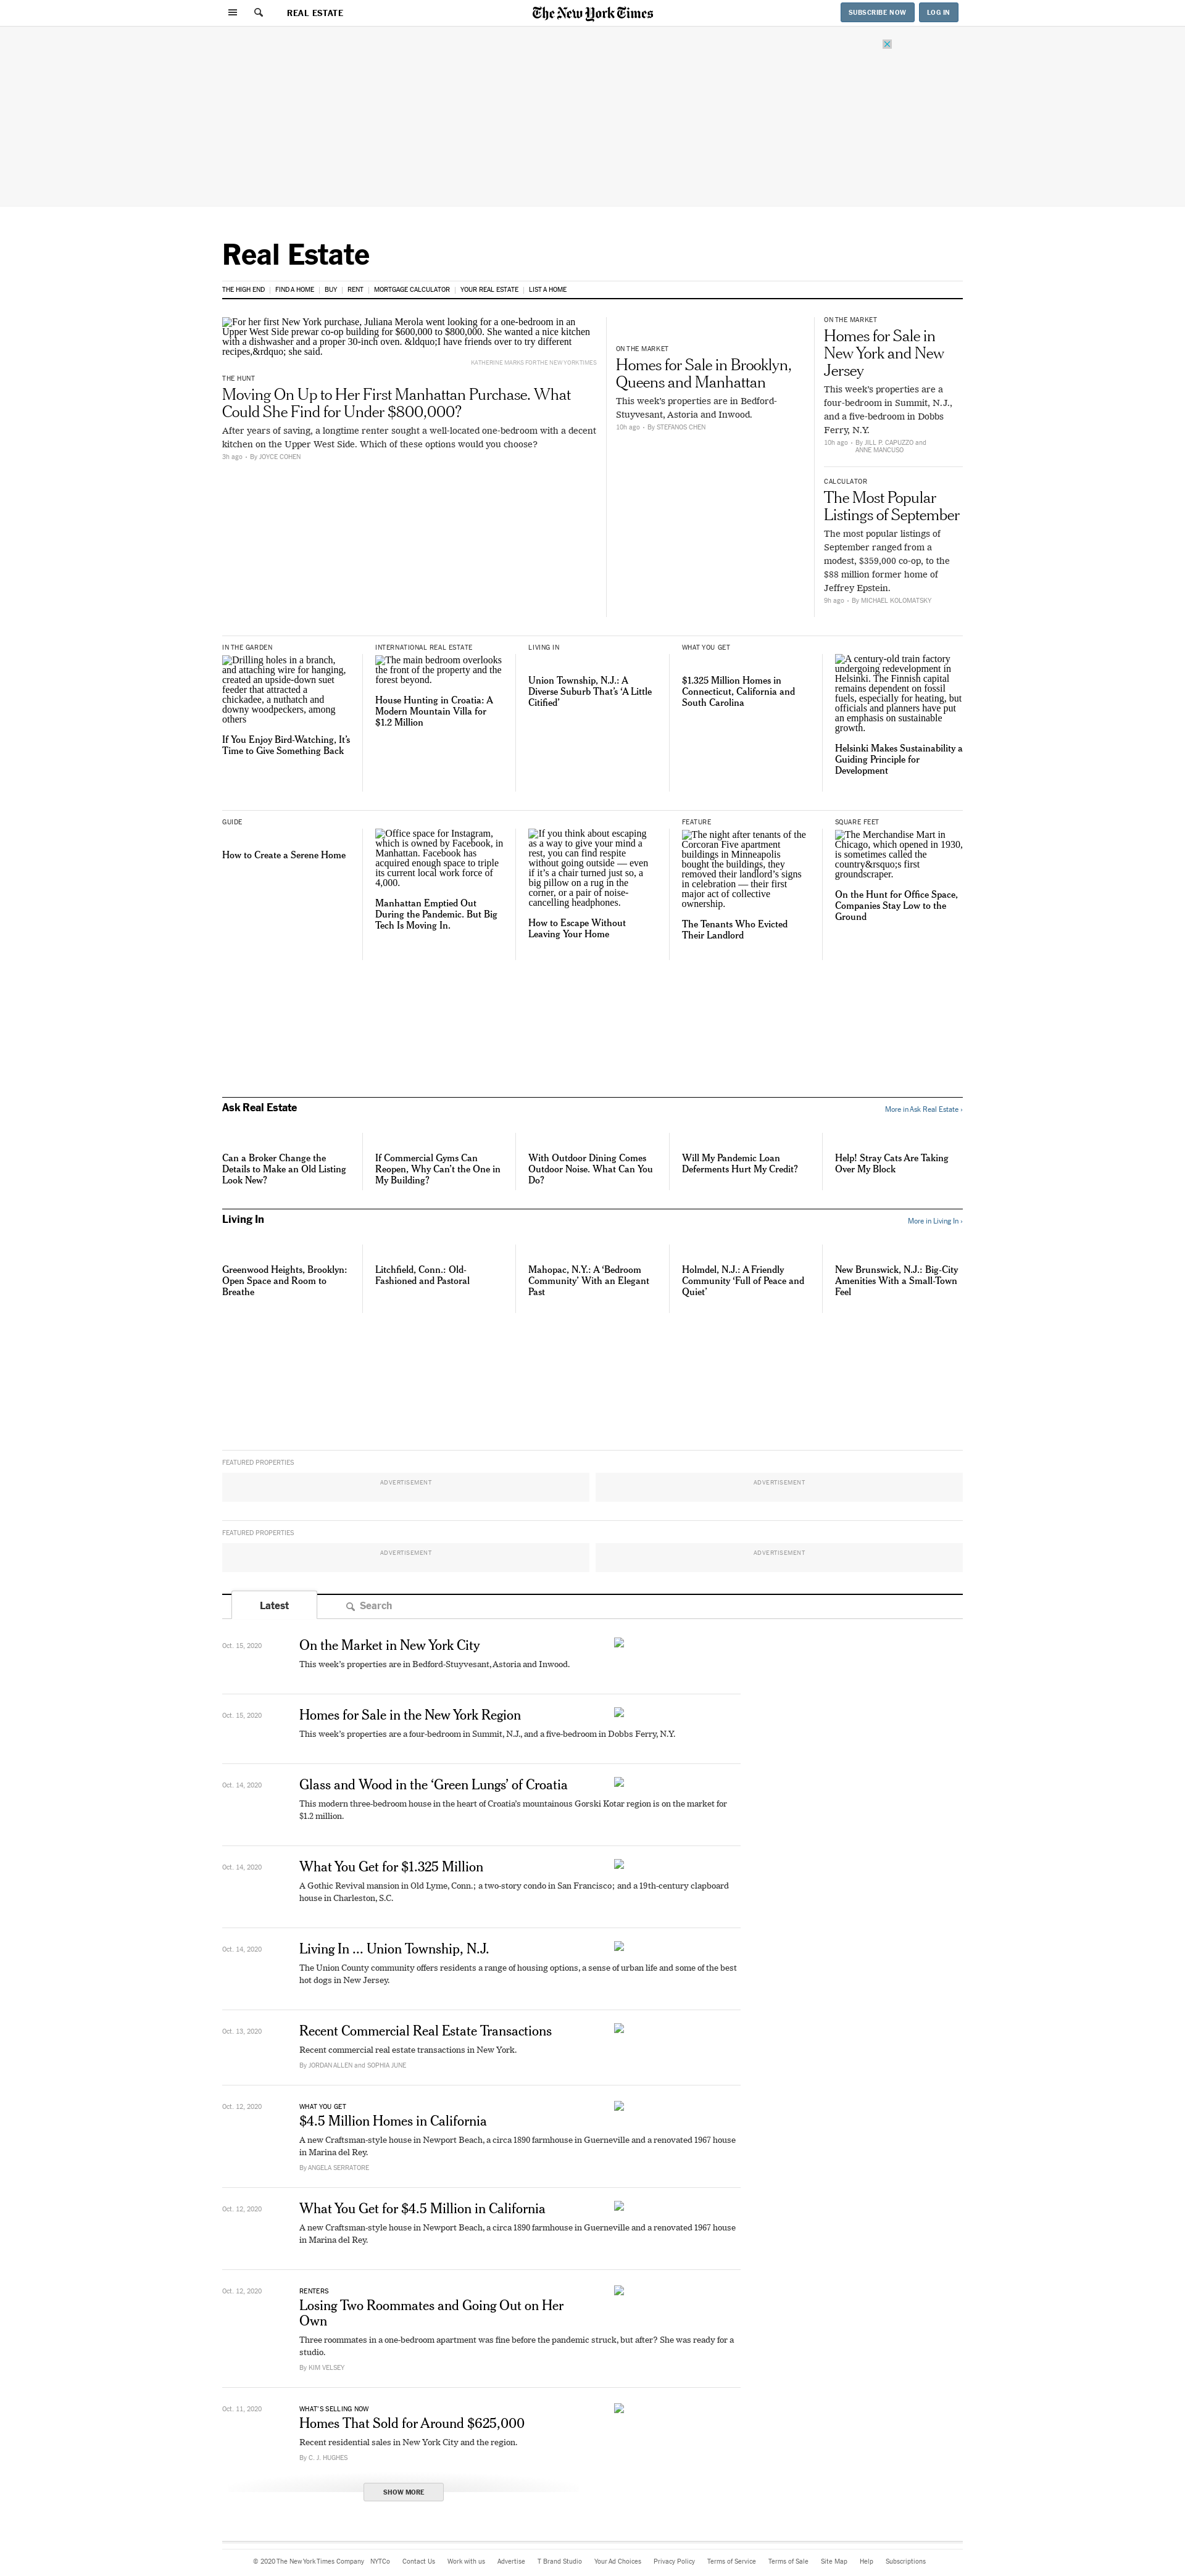 REAL ESTATE
The New York Times
SUBSCRIBE NOW
LOG IN
Real Estate
THE HIGH END
FIND A HOME
BUY
RENT
MORTGAGE CALCULATOR
YOUR REAL ESTATE
LIST A HOME
For her first New York purchase, Juliana Merola went looking for a one-bedroom in an
Upper West Side prewar co-op building for $600,000 to $800,000. She wanted a nice kitchen
with a dishwasher and a proper 30-inch oven. &ldquo;I have friends over to try different
recipes,&rdquo; she said.
KATHERINE MARKS FOR THE NEW YORK TIMES
THE HUNT
Moving On Up to Her First Manhattan Purchase. What
Could She Find for Under $800,000?
After years of saving, a longtime renter sought a well-located one-bedroom with a decent
kitchen on the Upper West Side. Which of these options would you choose?
3h ago • By JOYCE COHEN
ON THE MARKET
Homes for Sale in Brooklyn,
Queens and Manhattan
This week's properties are in Bedford-
Stuyvesant, Astoria and Inwood.
10h ago • By STEFANOS CHEN
ON THE MARKET
Homes for Sale in
New York and New
Jersey
This week's properties are a
four-bedroom in Summit, N.J.,
and a five-bedroom in Dobbs
Ferry, N.Y.
10h ago • By JILL P. CAPUZZO and
ANNE MANCUSO
CALCULATOR
The Most Popular
Listings of September
The most popular listings of
September ranged from a
modest, $359,000 co-op, to the
$88 million former home of
Jeffrey Epstein.
9h ago • By MICHAEL KOLOMATSKY
IN THE GARDEN
Drilling holes in a branch,
and attaching wire for hanging,
created an upside-down suet
feeder that attracted a
chickadee, a nuthatch and
downy woodpeckers, among
others
If You Enjoy Bird-Watching, It's
Time to Give Something Back
INTERNATIONAL REAL ESTATE
The main bedroom overlooks
the front of the property and the
forest beyond.
House Hunting in Croatia: A
Modern Mountain Villa for
$1.2 Million
LIVING IN
Union Township, N.J.: A
Diverse Suburb That's 'A Little
Citified'
WHAT YOU GET
$1.325 Million Homes in
Connecticut, California and
South Carolina
A century-old train factory
undergoing redevelopment in
Helsinki. The Finnish capital
remains dependent on fossil
fuels, especially for heating, but
officials and planners have put
an emphasis on sustainable
growth.
Helsinki Makes Sustainability a
Guiding Principle for
Development
GUIDE
How to Create a Serene Home
Office space for Instagram,
which is owned by Facebook, in
Manhattan. Facebook has
acquired enough space to triple
its current local work force of
4,000.
Manhattan Emptied Out
During the Pandemic. But Big
Tech Is Moving In.
If you think about escaping
as a way to give your mind a
rest, you can find respite
without going outside — even
if it's a chair turned just so, a
big pillow on a rug in the
corner, or a pair of noise-
cancelling headphones.
How to Escape Without
Leaving Your Home
FEATURE
The night after tenants of the
Corcoran Five apartment
buildings in Minneapolis
bought the buildings, they
removed their landlord's signs
in celebration — their first
major act of collective
ownership.
The Tenants Who Evicted
Their Landlord
SQUARE FEET
The Merchandise Mart in
Chicago, which opened in 1930,
is sometimes called the
country&rsquo;s first
groundscraper.
On the Hunt for Office Space,
Companies Stay Low to the
Ground
Ask Real Estate
More in Ask Real Estate ›
Can a Broker Change the
Details to Make an Old Listing
Look New?
If Commercial Gyms Can
Reopen, Why Can't the One in
My Building?
With Outdoor Dining Comes
Outdoor Noise. What Can You
Do?
Will My Pandemic Loan
Deferments Hurt My Credit?
Help! Stray Cats Are Taking
Over My Block
Living In
More in Living In ›
Greenwood Heights, Brooklyn:
Open Space and Room to
Breathe
Litchfield, Conn.: Old-
Fashioned and Pastoral
Mahopac, N.Y.: A 'Bedroom
Community' With an Elegant
Past
Holmdel, N.J.: A Friendly
Community 'Full of Peace and
Quiet'
New Brunswick, N.J.: Big-City
Amenities With a Small-Town
Feel
FEATURED PROPERTIES
ADVERTISEMENT
ADVERTISEMENT
FEATURED PROPERTIES
ADVERTISEMENT
ADVERTISEMENT
Latest
Search
Oct. 15, 2020
On the Market in New York City
This week's properties are in Bedford-Stuyvesant, Astoria and Inwood.
Oct. 15, 2020
Homes for Sale in the New York Region
This week's properties are a four-bedroom in Summit, N.J., and a five-bedroom in Dobbs Ferry, N.Y.
Oct. 14, 2020
Glass and Wood in the 'Green Lungs' of Croatia
This modern three-bedroom house in the heart of Croatia's mountainous Gorski Kotar region is on the market for
$1.2 million.
Oct. 14, 2020
What You Get for $1.325 Million
A Gothic Revival mansion in Old Lyme, Conn.; a two-story condo in San Francisco; and a 19th-century clapboard
house in Charleston, S.C.
Oct. 14, 2020
Living In ... Union Township, N.J.
The Union County community offers residents a range of housing options, a sense of urban life and some of the best
hot dogs in New Jersey.
Oct. 13, 2020
Recent Commercial Real Estate Transactions
Recent commercial real estate transactions in New York.
By JORDAN ALLEN and SOPHIA JUNE
Oct. 12, 2020
WHAT YOU GET
$4.5 Million Homes in California
A new Craftsman-style house in Newport Beach, a circa 1890 farmhouse in Guerneville and a renovated 1967 house
in Marina del Rey.
By ANGELA SERRATORE
Oct. 12, 2020
What You Get for $4.5 Million in California
A new Craftsman-style house in Newport Beach, a circa 1890 farmhouse in Guerneville and a renovated 1967 house
in Marina del Rey.
Oct. 12, 2020
RENTERS
Losing Two Roommates and Going Out on Her
Own
Three roommates in a one-bedroom apartment was fine before the pandemic struck, but after? She was ready for a
studio.
By KIM VELSEY
Oct. 11, 2020
WHAT'S SELLING NOW
Homes That Sold for Around $625,000
Recent residential sales in New York City and the region.
By C. J. HUGHES
SHOW MORE
© 2020 The New York Times Company
NYTCo
Contact Us
Work with us
Advertise
T Brand Studio
Your Ad Choices
Privacy Policy
Terms of Service
Terms of Sale
Site Map
Help
Subscriptions